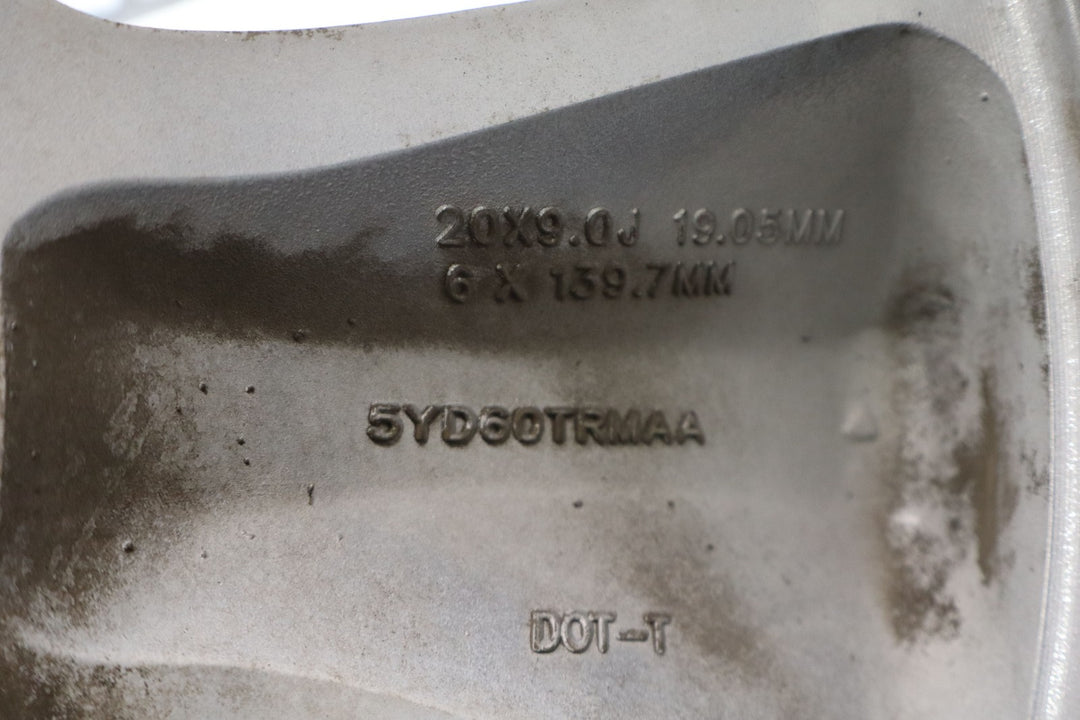 20X9.0J 19.05MM
6 X 139.7MM
5YD60TRMAA
DOT-T